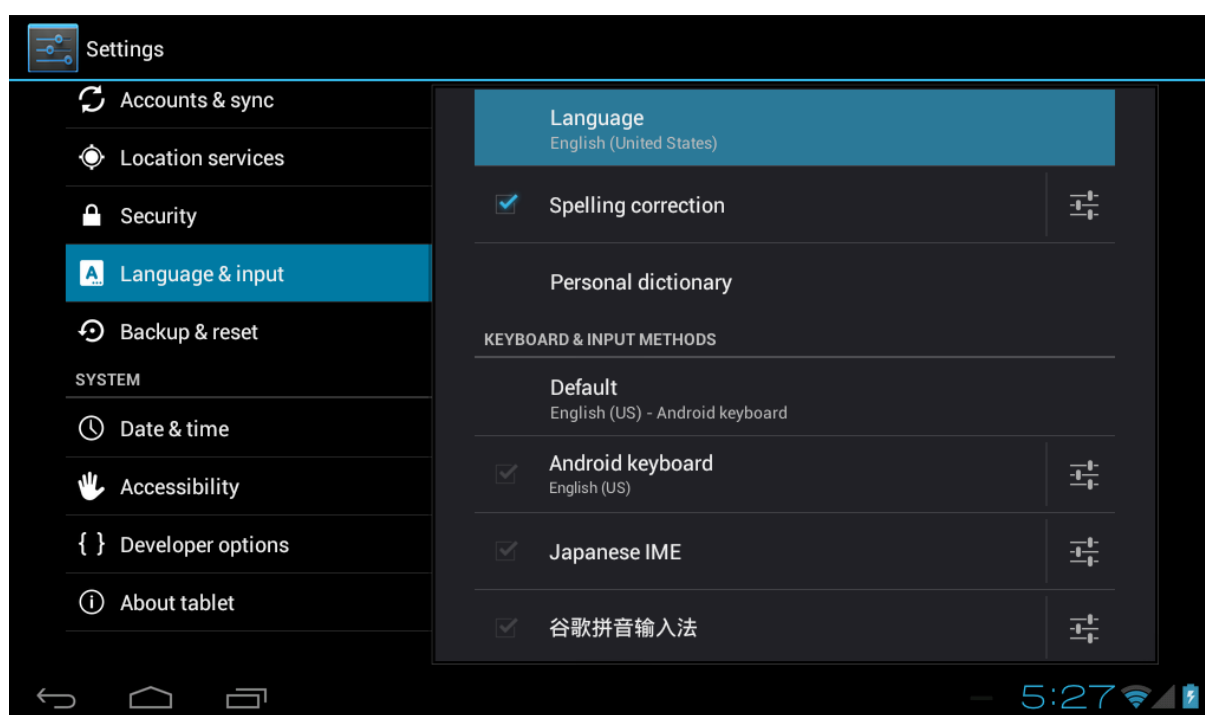 Settings
Accounts & sync
Location services
Security
Language & input
Backup & reset
SYSTEM
Date & time
Accessibility
{ } Developer options
About tablet
Language
English (United States)
Spelling correction
Personal dictionary
KEYBOARD & INPUT METHODS
Default
English (US) - Android keyboard
Android keyboard
English (US)
Japanese IME
谷歌拼音输入法
5:27